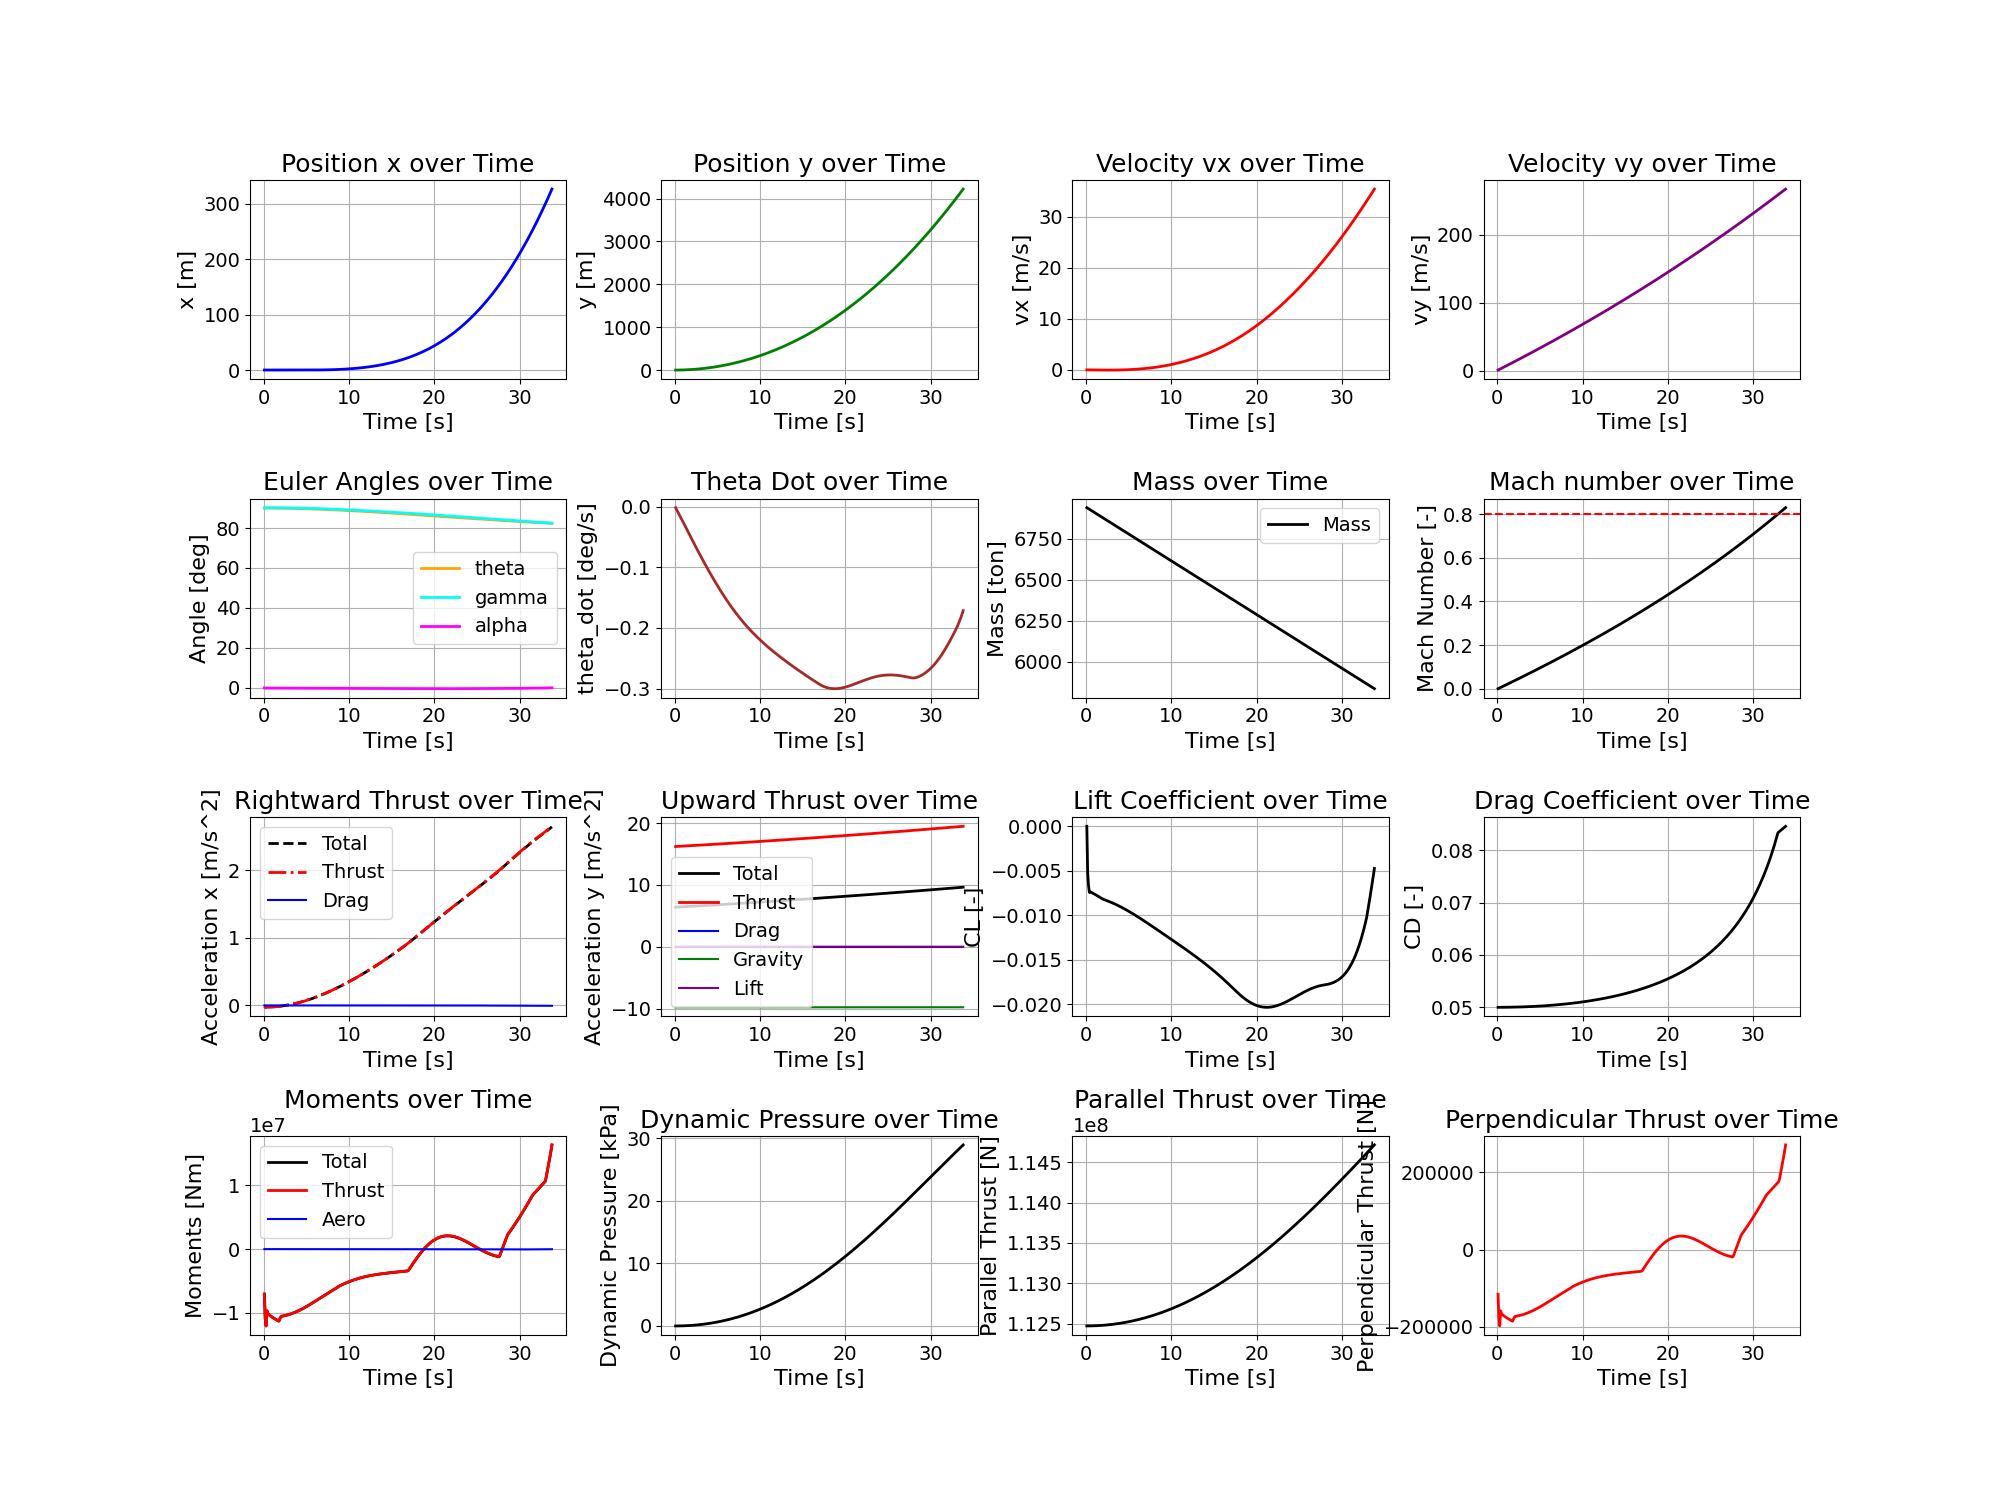 Position x over Time
x [m]
300
200
100
0
0 10 20 30
Time [s]
Position y over Time
y [m]
4000
3000
2000
1000
0
0 10 20 30
Time [s]
Velocity vx over Time
vx [m/s]
30
20
10
0
0 10 20 30
Time [s]
Velocity vy over Time
vy [m/s]
200
100
0
0 10 20 30
Time [s]
Euler Angles over Time
Angle [deg]
80
60
40
20
0
theta
gamma
alpha
0 10 20 30
Time [s]
Theta Dot over Time
theta_dot [deg/s]
0.0
−0.1
−0.2
−0.3
0 10 20 30
Time [s]
Mass over Time
Mass [ton]
6750
6500
6250
6000
Mass
0 10 20 30
Time [s]
Mach number over Time
Mach Number [-]
0.8
0.6
0.4
0.2
0.0
0 10 20 30
Time [s]
Rightward Thrust over Time
Acceleration x [m/s^2]
2
1
0
Total
Thrust
Drag
0 10 20 30
Time [s]
Upward Thrust over Time
Acceleration y [m/s^2]
20
10
0
−10
Total
Thrust
Drag
Gravity
Lift
0 10 20 30
Time [s]
Lift Coefficient over Time
CL [-]
0.000
−0.005
−0.010
−0.015
−0.020
0 10 20 30
Time [s]
Drag Coefficient over Time
CD [-]
0.08
0.07
0.06
0.05
0 10 20 30
Time [s]
Moments over Time
1e7
Moments [Nm]
1
0
−1
Total
Thrust
Aero
0 10 20 30
Time [s]
Dynamic Pressure over Time
Dynamic Pressure [kPa]
30
20
10
0
0 10 20 30
Time [s]
Parallel Thrust over Time
1e8
Parallel Thrust [N]
1.145
1.140
1.135
1.130
1.125
0 10 20 30
Time [s]
Perpendicular Thrust over Time
Perpendicular Thrust [N]
200000
0
−200000
0 10 20 30
Time [s]